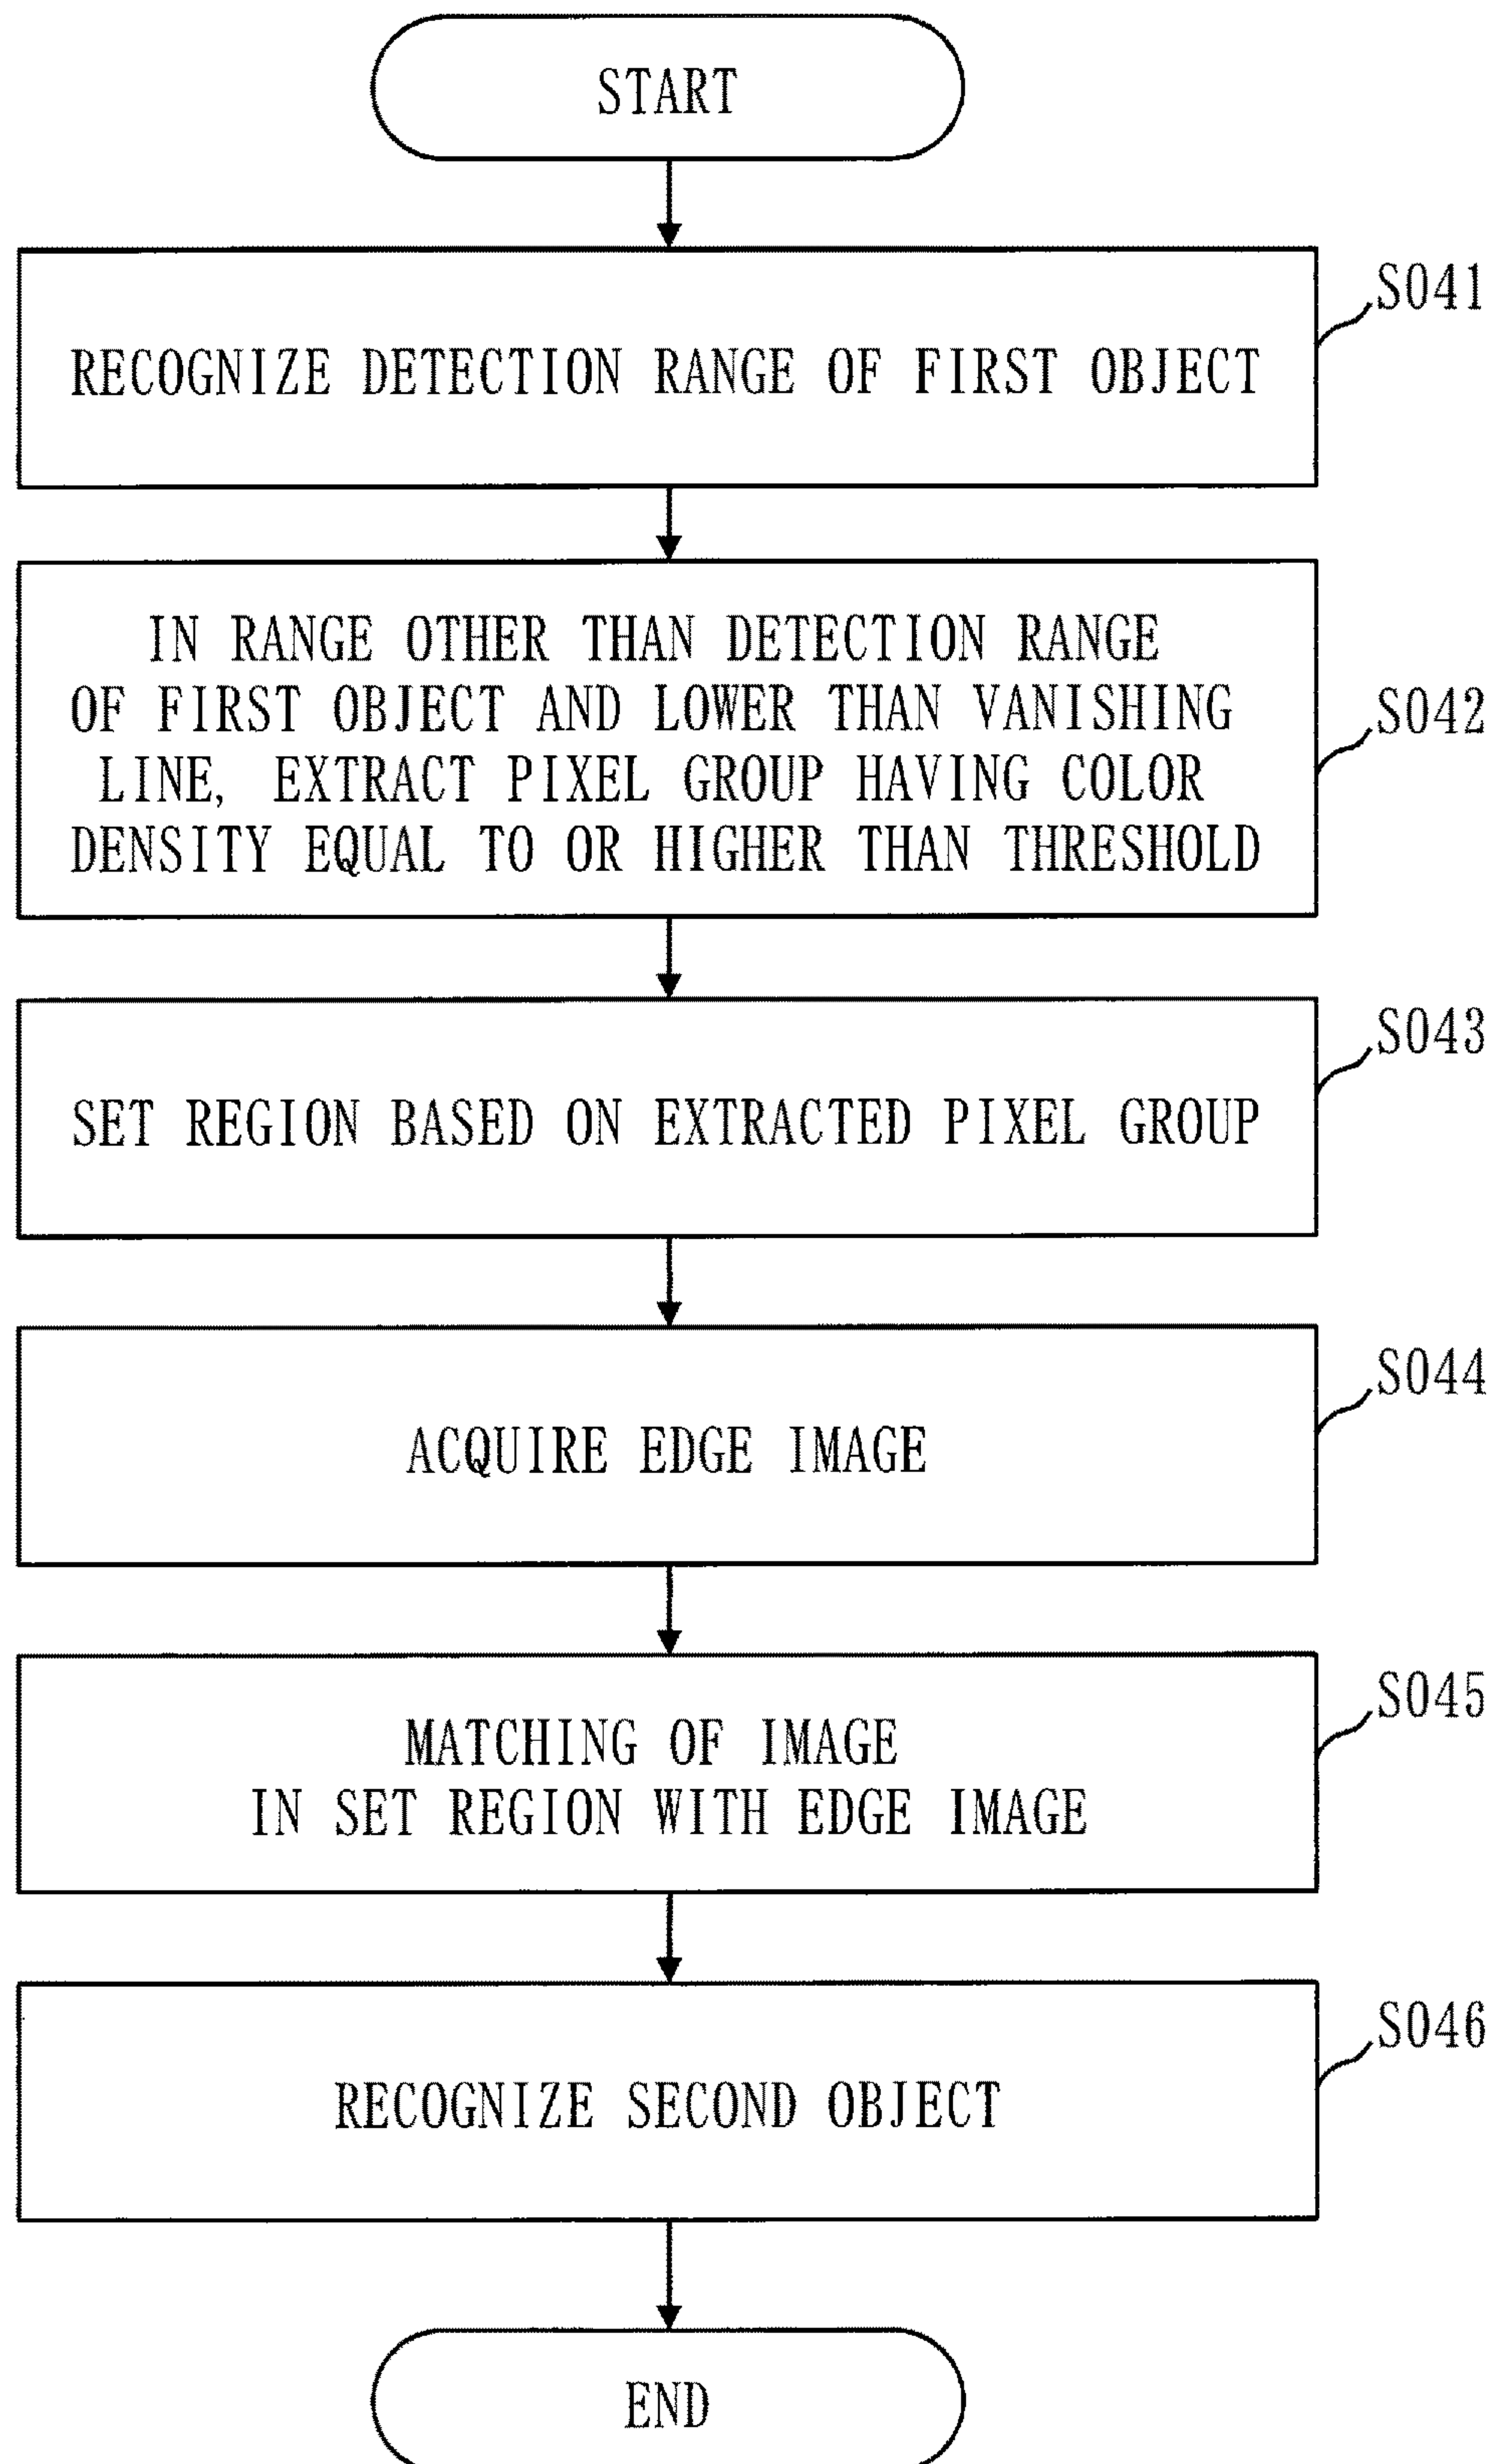 START
S041
RECOGNIZE DETECTION RANGE OF FIRST OBJECT
IN RANGE OTHER THAN DETECTION RANGE
OF FIRST OBJECT AND LOWER THAN VANISHING
LINE, EXTRACT PIXEL GROUP HAVING COLOR
DENSITY EQUAL TO OR HIGHER THAN THRESHOLD
S042
S043
SET REGION BASED ON EXTRACTED PIXEL GROUP
S044
ACQUIRE EDGE IMAGE
S045
MATCHING OF IMAGE
IN SET REGION WITH EDGE IMAGE
S046
RECOGNIZE SECOND OBJECT
END